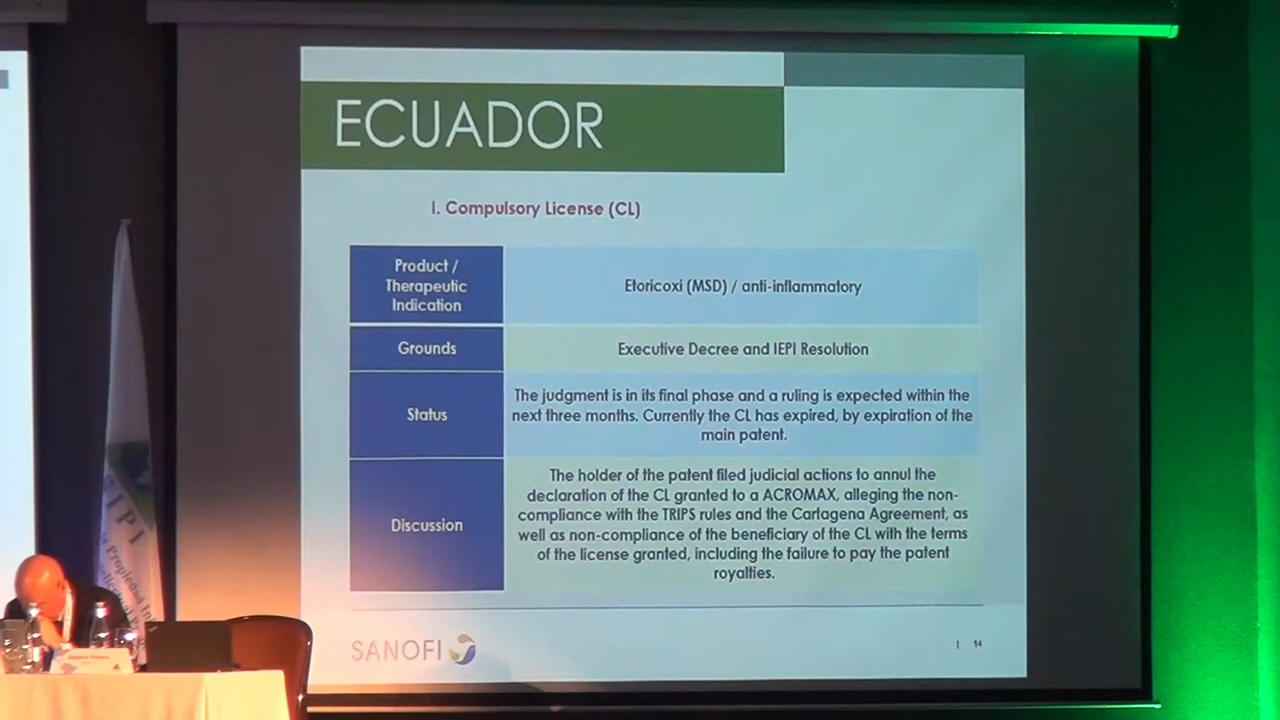 ECUADOR
I. Compulsory License (CL)
Product /
Therapeutic
Indication
Etoricoxi (MSD) / anti-inflammatory
Grounds
Executive Decree and IEPI Resolution
Status
The judgment is in its final phase and a ruling is expected within the
next three months. Currently the CL has expired, by expiration of the
main patent.
Discussion
The holder of the patent filed judicial actions to annul the
declaration of the CL granted to a ACROMAX, alleging the non-
compliance with the TRIPS rules and the Cartagena Agreement, as
well as non-compliance of the beneficiary of the CL with the terms
of the license granted, including the failure to pay the patent
royalties.
SANOFI
| 14